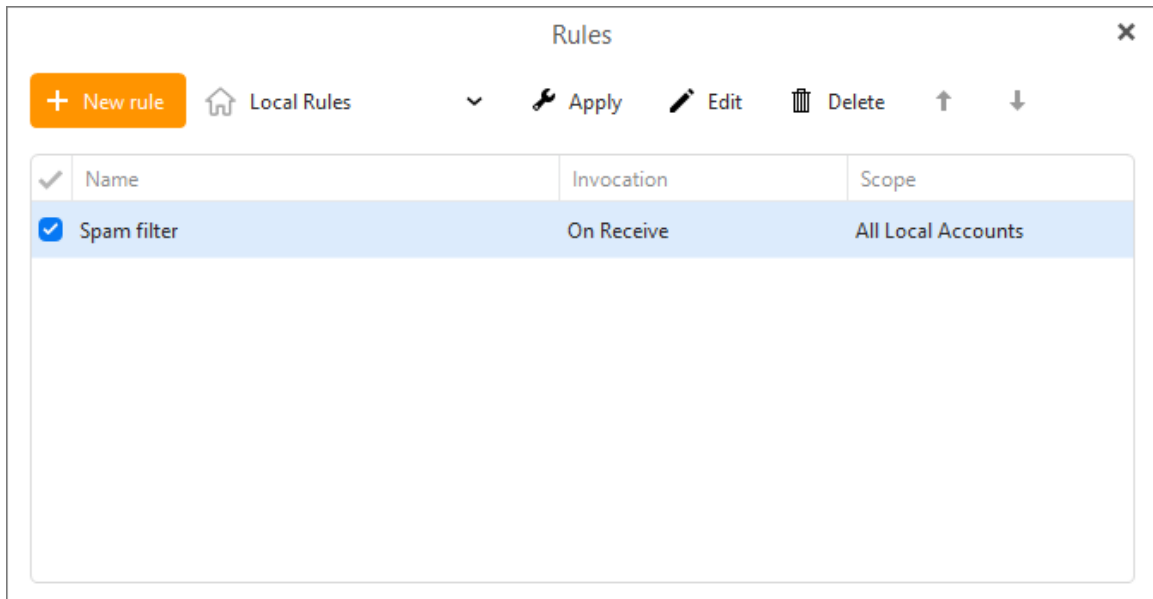 Rules
New rule Local Rules Apply Edit Delete
Name Invocation Scope
Spam filter On Receive All Local Accounts